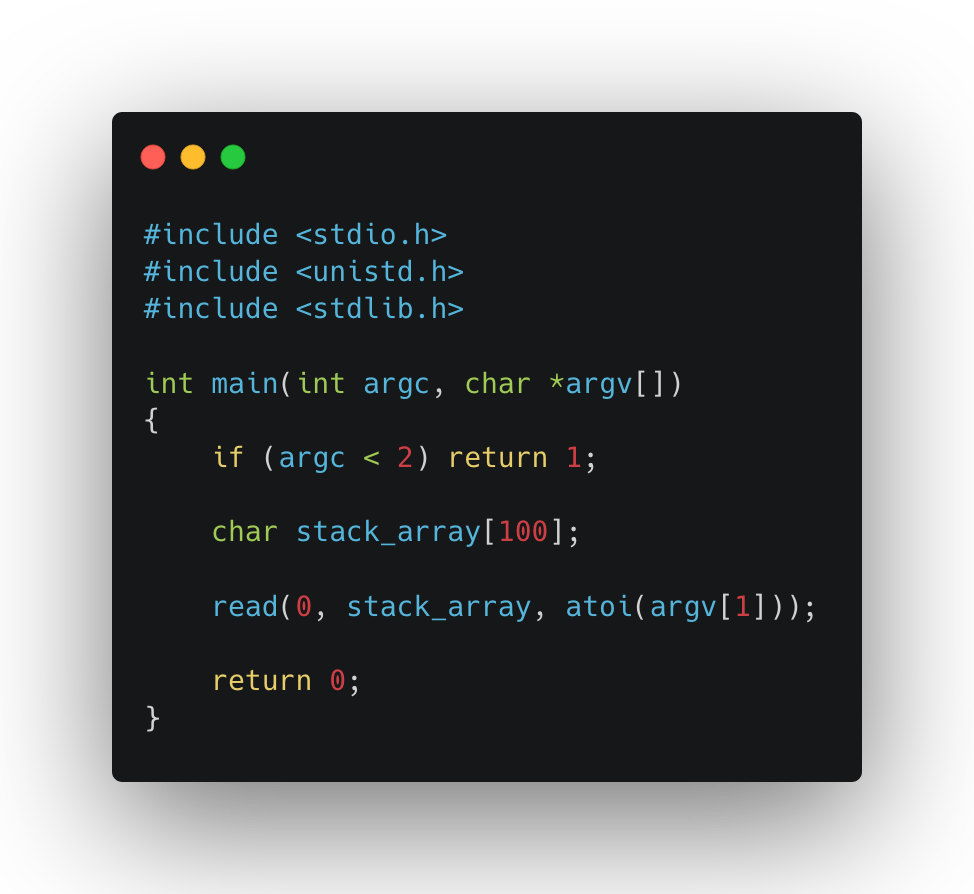 #include <stdio.h>
#include <unistd.h>
#include <stdlib.h>
int main(int argc, char *argv[])
{
    if (argc < 2) return 1;
    char stack_array[100];
    read(0, stack_array, atoi(argv[1]));
    return 0;
}